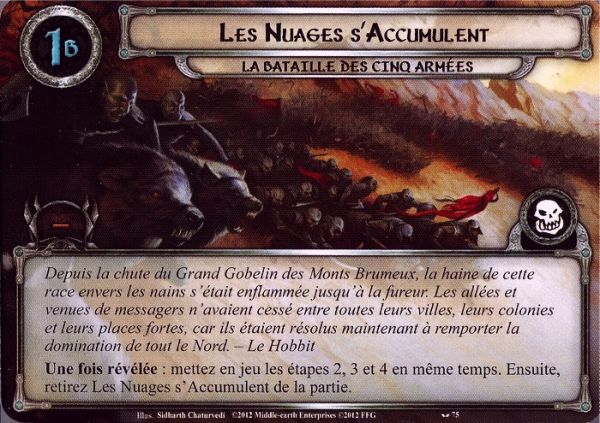 1B
Les Nuages s'Accumulent
La Bataille des Cinq Armées
Depuis la chute du Grand Gobelin des Monts Brumeux, la haine de cette
race envers les nains s'était enflammée jusqu'à la fureur. Les allées et
venues de messagers n'avaient cessé entre toutes leurs villes, leurs colonies
et leurs places fortes, car ils étaient résolus maintenant à remporter la
domination de tout le Nord. – Le Hobbit
Une fois révélée : mettez en jeu les étapes 2, 3 et 4 en même temps. Ensuite,
retirez Les Nuages s'Accumulent de la partie.
Illus. Sidharth Chaturvedi ©2012 Middle-earth Enterprises ©2012 FFG 75